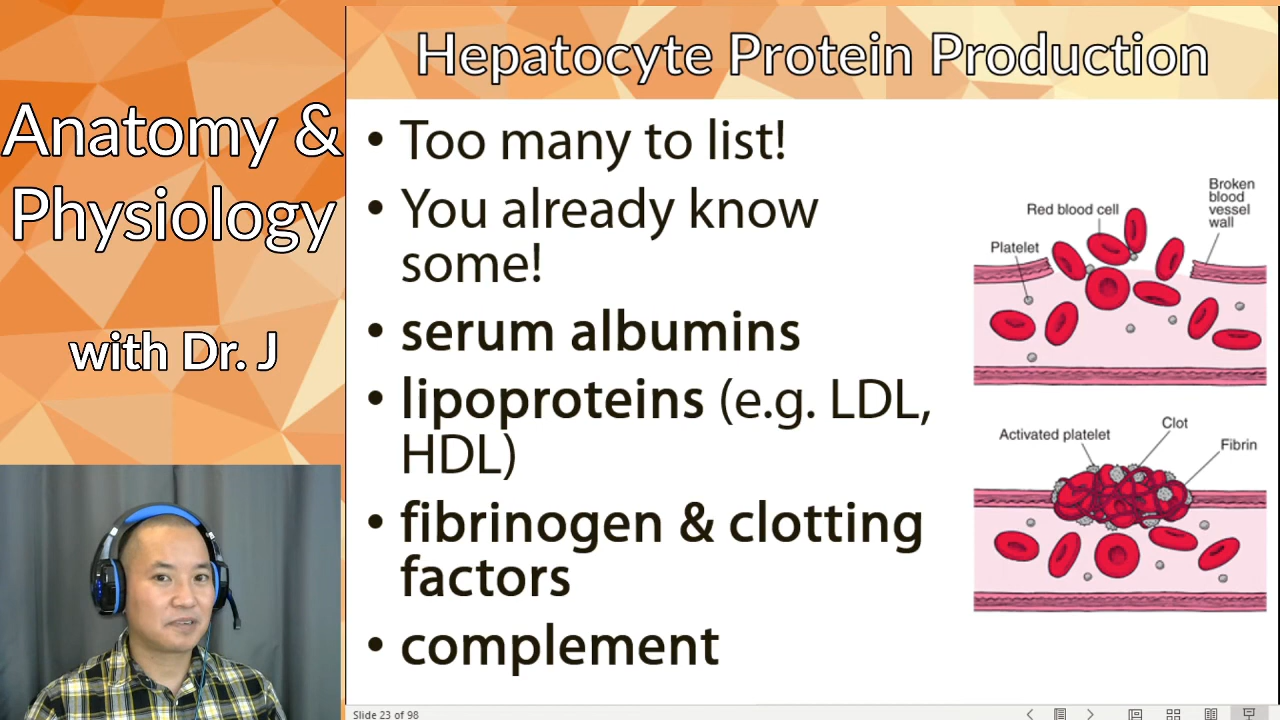 Anatomy &
Physiology
with Dr. J
Hepatocyte Protein Production
• Too many to list!
• You already know
some!
• serum albumins
• lipoproteins (e.g. LDL,
HDL)
• fibrinogen & clotting
factors
• complement
Broken
blood
vessel
wall
Red blood cell
Platelet
Clot
Activated platelet
Fibrin
Slide 23 of 98